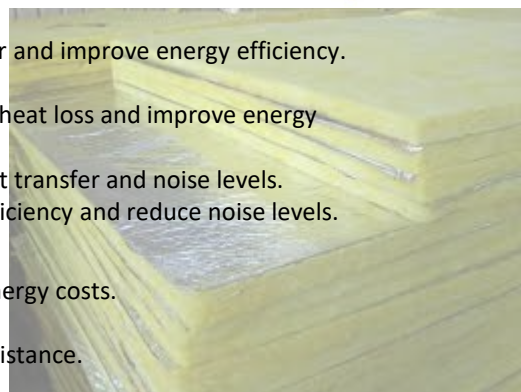 r and improve energy efficiency.
heat loss and improve energy
t transfer and noise levels.
iciency and reduce noise levels.
nergy costs.
istance.